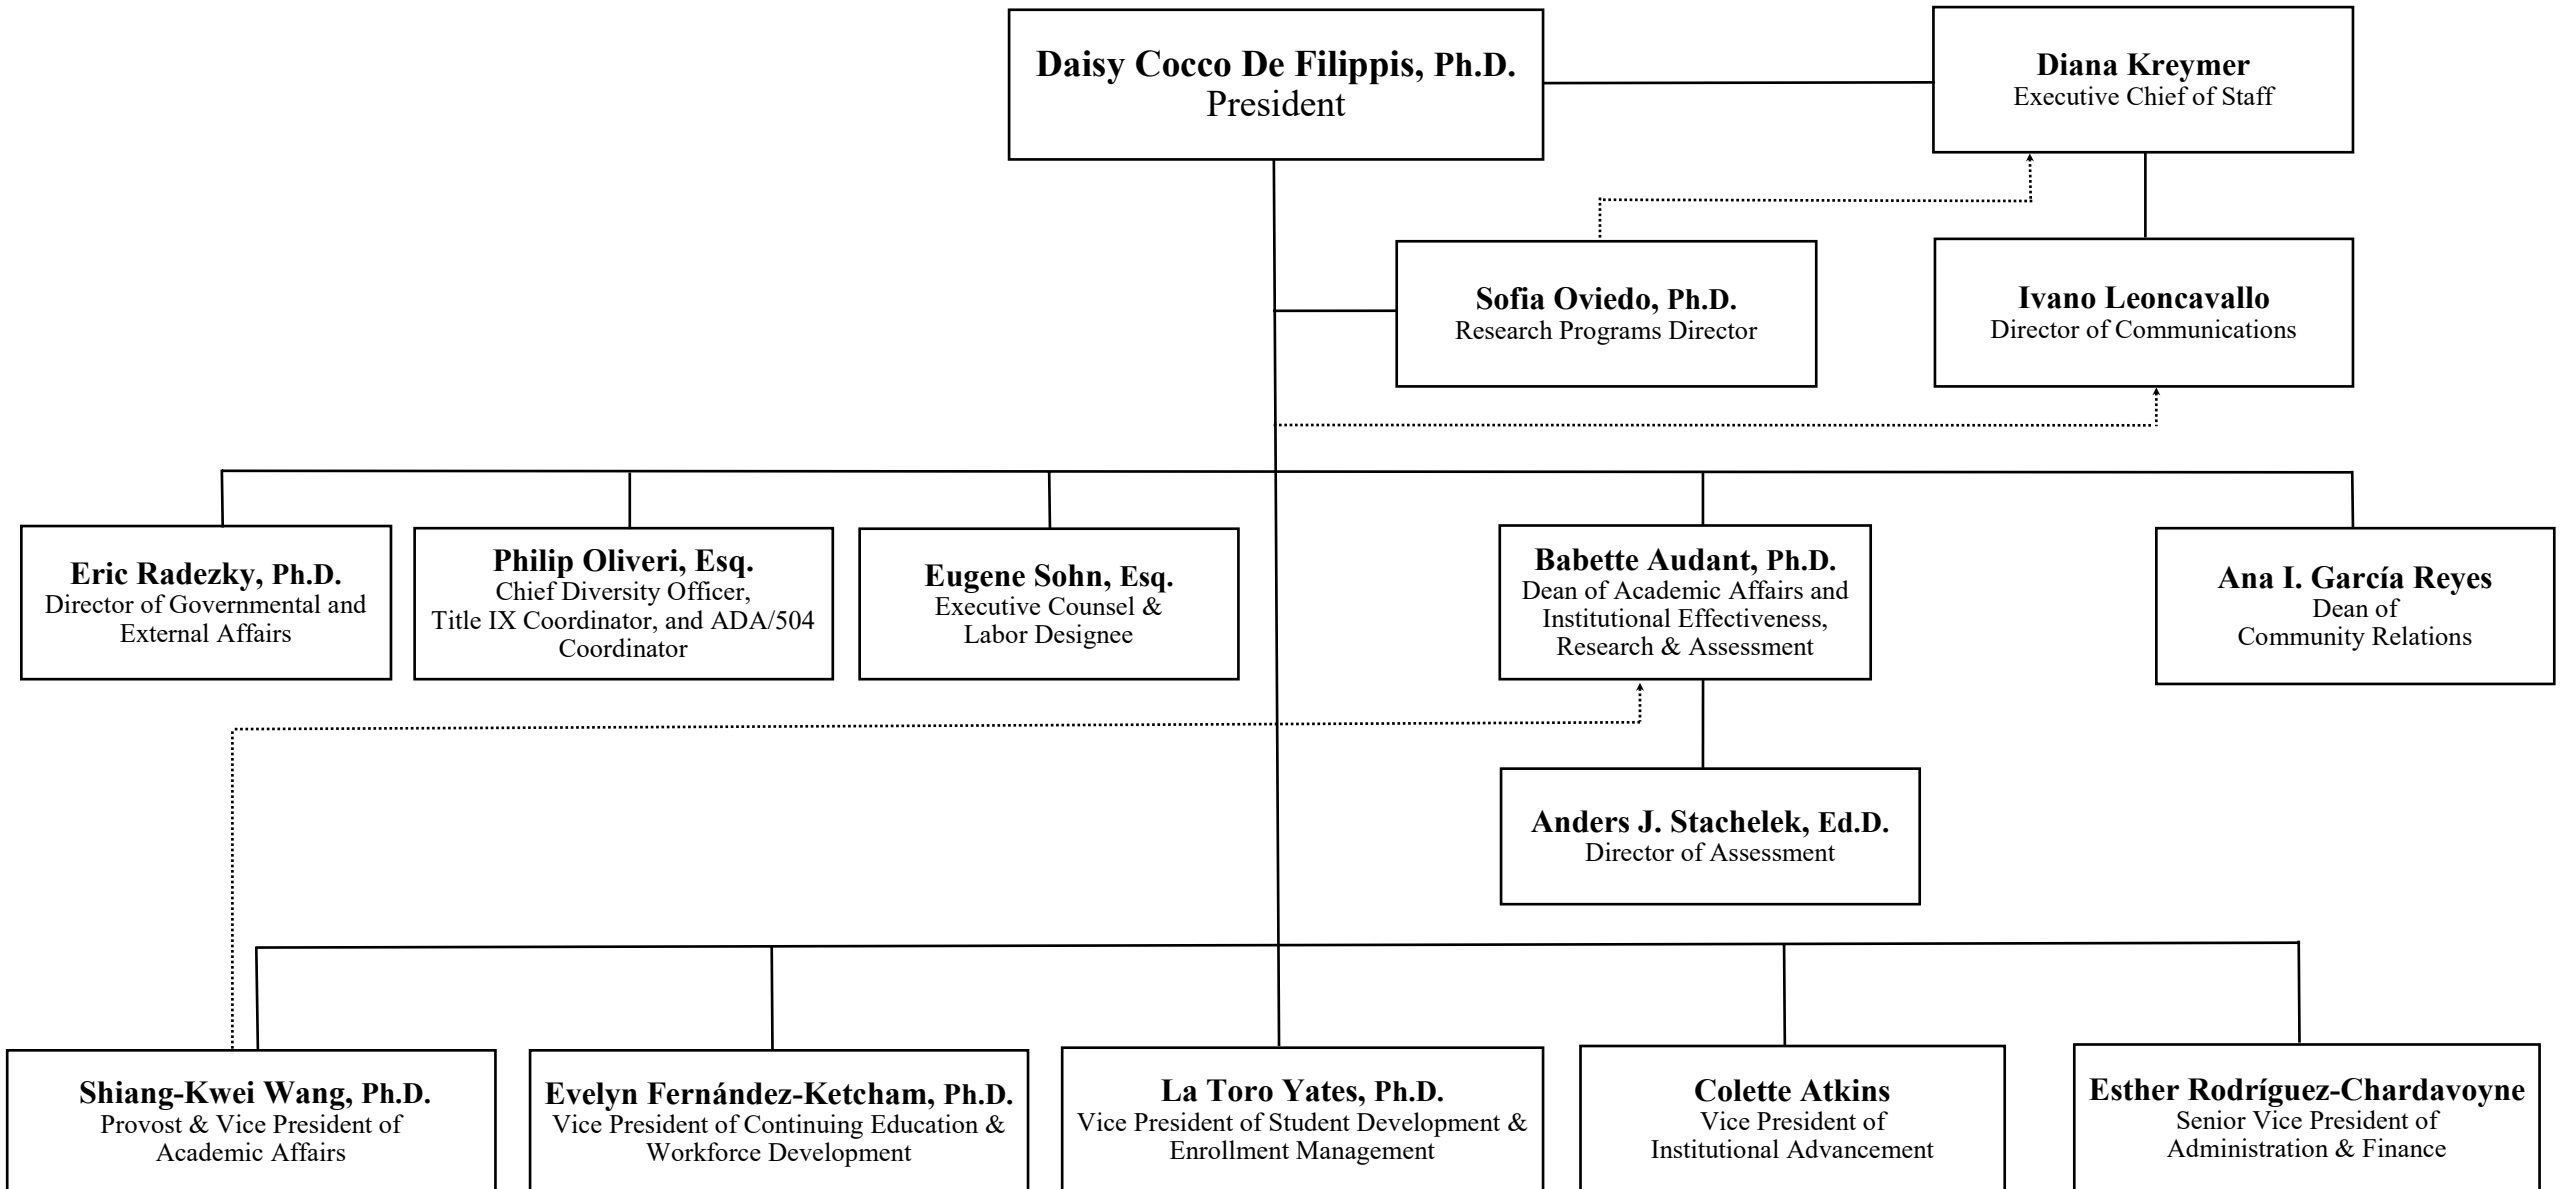 Daisy Cocco De Filippis, Ph.D.
President
Diana Kreymer
Executive Chief of Staff
Sofia Oviedo, Ph.D.
Research Programs Director
Ivano Leoncavallo
Director of Communications
Eric Radezky, Ph.D.
Director of Governmental and
External Affairs
Philip Oliveri, Esq.
Chief Diversity Officer,
Title IX Coordinator, and ADA/504
Coordinator
Eugene Sohn, Esq.
Executive Counsel &
Labor Designee
Babette Audant, Ph.D.
Dean of Academic Affairs and
Institutional Effectiveness,
Research & Assessment
Ana I. García Reyes
Dean of
Community Relations
Anders J. Stachelek, Ed.D.
Director of Assessment
Shiang-Kwei Wang, Ph.D.
Provost & Vice President of
Academic Affairs
Evelyn Fernández-Ketcham, Ph.D.
Vice President of Continuing Education &
Workforce Development
La Toro Yates, Ph.D.
Vice President of Student Development &
Enrollment Management
Colette Atkins
Vice President of
Institutional Advancement
Esther Rodríguez-Chardavoyne
Senior Vice President of
Administration & Finance